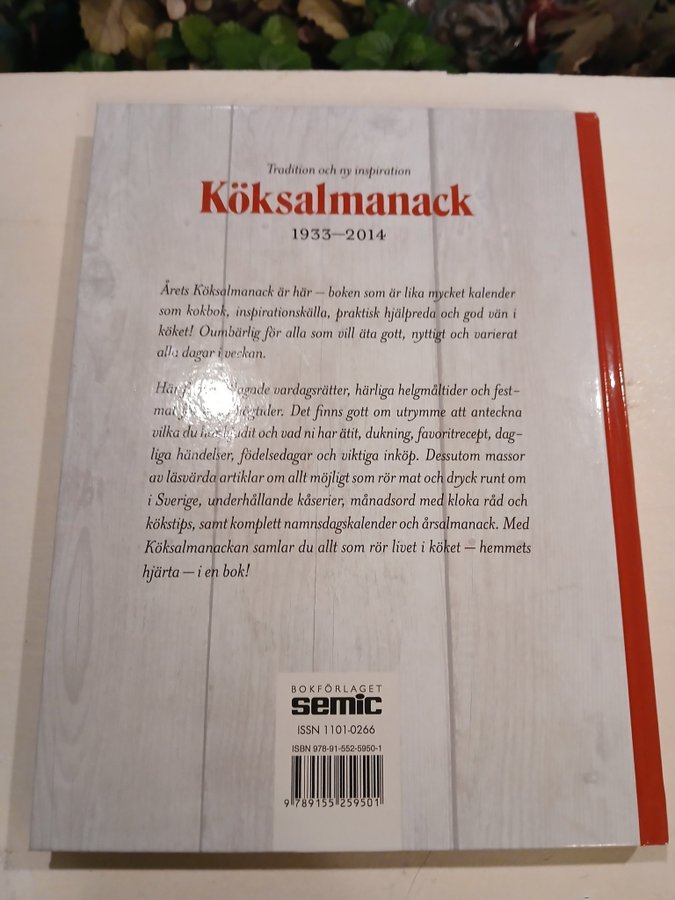 Tradition och ny inspiration
Köksalmanack
1933—2014
Årets Köksalmanack är här – boken som är lika mycket kalender
som kokbok, inspirationskälla, praktisk hjälpreda och god vän i
köket! Oumbärlig för alla som vill äta gott, nyttigt och varierat
alla dagar i veckan.
vardagsrätter, härliga helgmåltider och fest-
Det finns gott om utrymme att anteckna
vilka du har bjudit och vad ni har ätit, dukning, favoritrecept, dag-
liga händelser, födelsedagar och viktiga inköp. Dessutom massor
av läsvärda artiklar om allt möjligt som rör mat och dryck runt om
i Sverige, underhållande kåserier, månadsord med kloka råd och
kökstips, samt komplett namnsdagskalender och årsalmanack. Med
Köksalmanackan samlar du allt som rör livet i köket – hemmets
hjärta – i en bok!
BOKFÖRLAGET
semic
ISSN 1101-0266
ISBN 978-91-552-5950-1
9 789155 259501